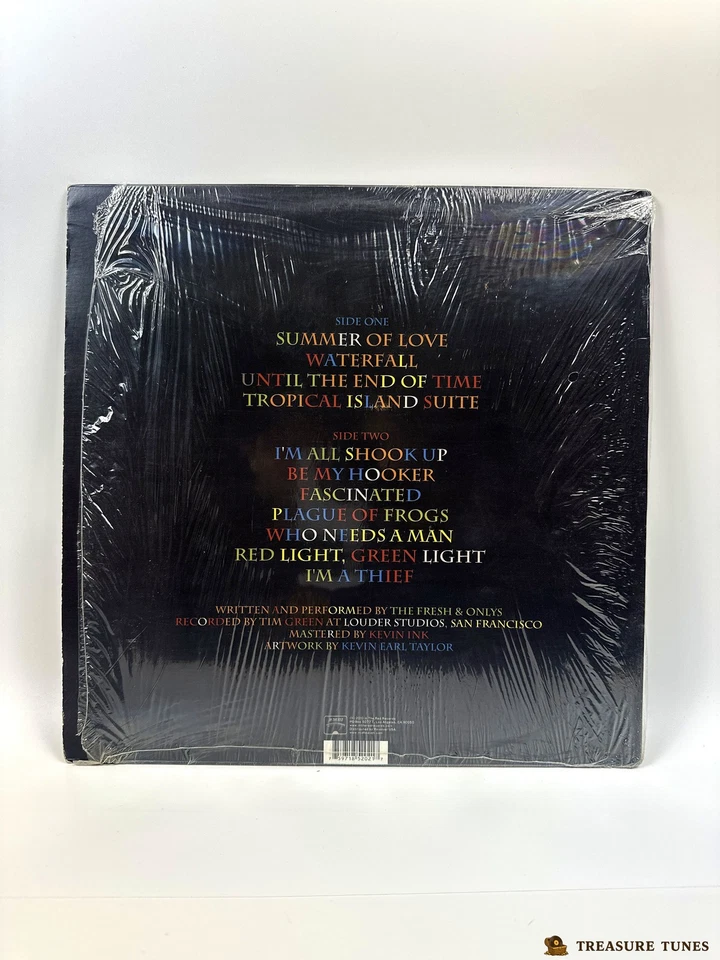 SIDE ONE
SUMMER OF LOVE
WATERFALL
UNTIL THE END OF TIME
TROPICAL ISLAND SUITE
SIDE TWO
I'M ALL SHOOK UP
BE MY HOOKER
FASCINATED
PLAGUE OF FROGS
WHO NEEDS A MAN
RED LIGHT, GREEN LIGHT
I'M A THIEF
WRITTEN AND PERFORMED BY THE FRESH & ONLYS
RECORDED BY TIM GREEN AT LOUDER STUDIOS, SAN FRANCISCO
MASTERED BY KEVIN INK
ARTWORK BY KEVIN EARL TAYLOR
TREASURE TUNES